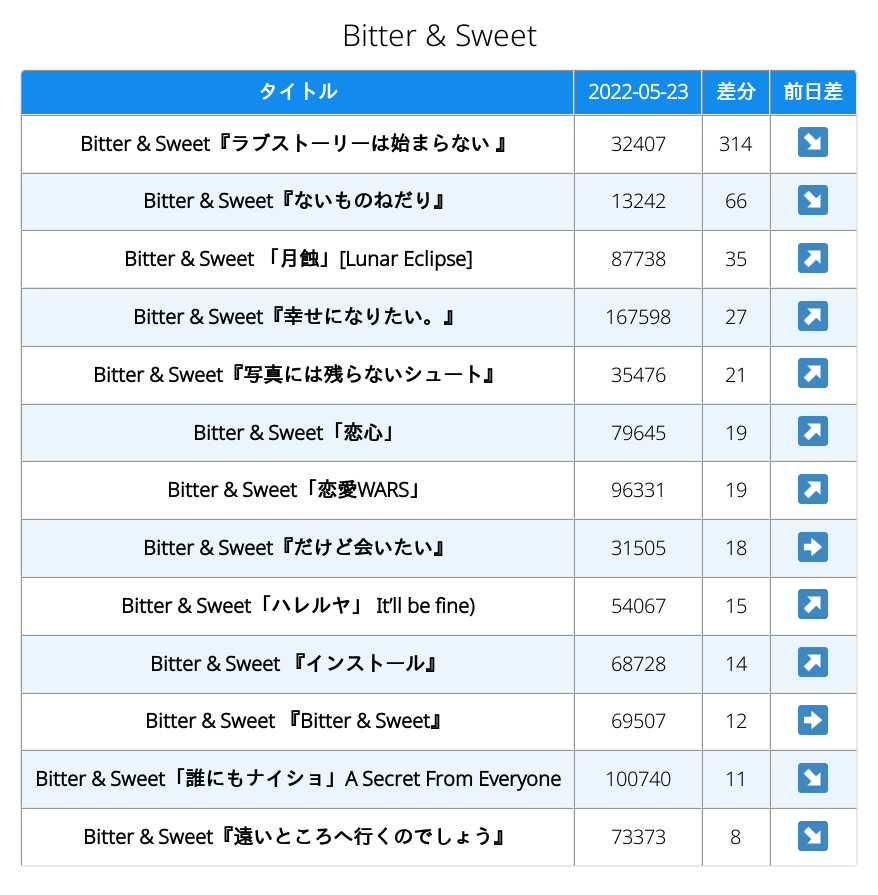 Bitter & Sweet
タイトル 2022-05-23 差分 前日差
Bitter & Sweet『ラブストーリーは始まらない 』 32407 314
Bitter & Sweet『ないものねだり』 13242 66
Bitter & Sweet 「月蝕」[Lunar Eclipse] 87738 35
Bitter & Sweet『幸せになりたい。』 167598 27
Bitter & Sweet『写真には残らないシュート』 35476 21
Bitter & Sweet「恋心」 79645 19
Bitter & Sweet「恋愛WARS」 96331 19
Bitter & Sweet『だけど会いたい』 31505 18
Bitter & Sweet「ハレルヤ」 It'll be fine) 54067 15
Bitter & Sweet 『インストール』 68728 14
Bitter & Sweet 『Bitter & Sweet』 69507 12
Bitter & Sweet「誰にもナイショ」A Secret From Everyone 100740 11
Bitter & Sweet『遠いところへ行くのでしょう』 73373 8